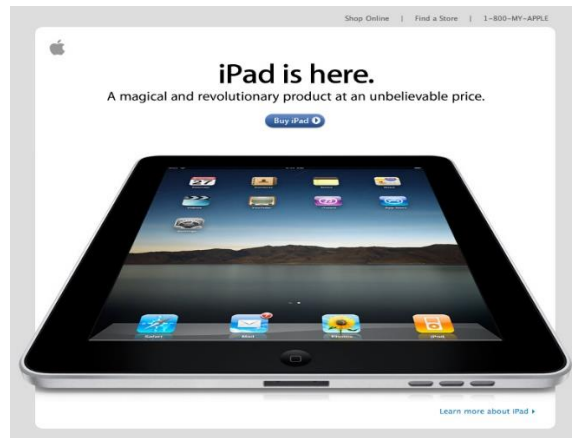 Shop Online | Find a Store | 1-800-MY-APPLE
iPad is here.
A magical and revolutionary product at an unbelievable price.
Buy iPad
27
Safari Mail Photos iPod
Learn more about iPad